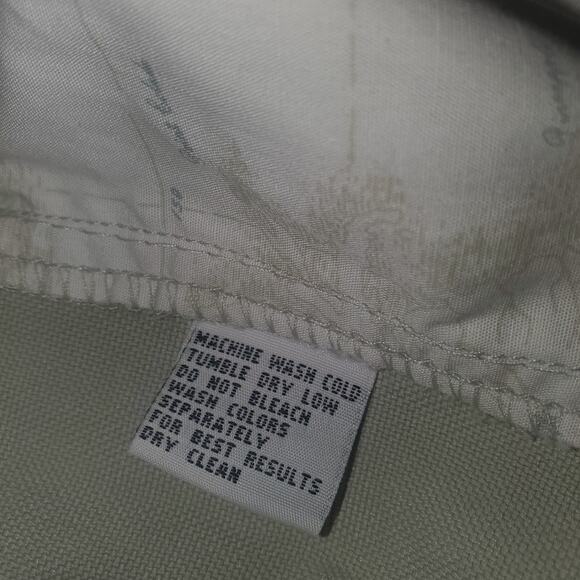 MACHINE WASH COLD
TUMBLE DRY LOW
DO NOT BLEACH
WASH COLORS
SEPARATELY
FOR BEST RESULTS
DRY CLEAN